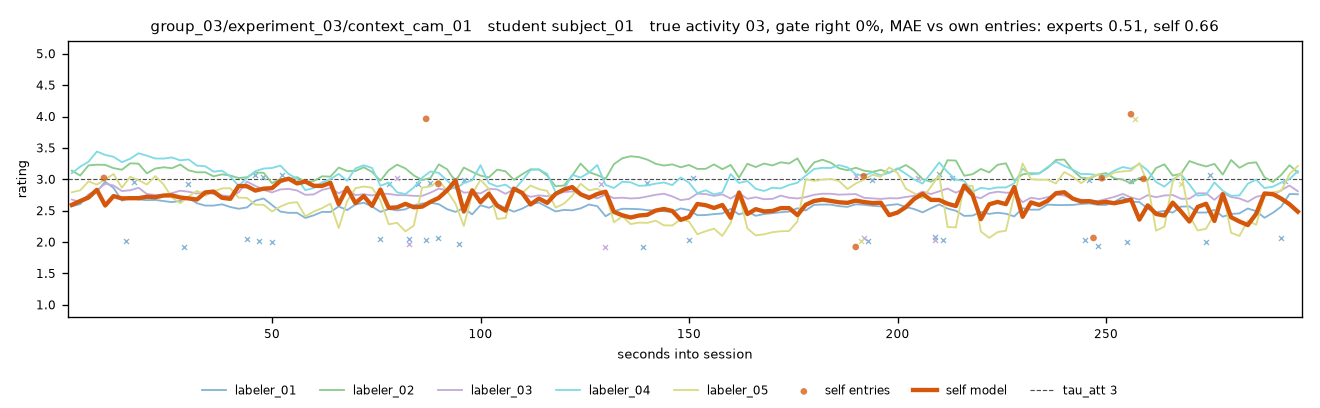 group_03/experiment_03/context_cam_01 student subject_01 true activity 03, gate right 0%, MAE vs own entries: experts 0.51, self 0.66
5.0
4.5
4.0
3.5
3.0
2.5
2.0
1.5
1.0
rating
50 100 150 200 250
seconds into session
labeler_01 labeler_02 labeler_03 labeler_04 labeler_05 self entries self model tau_att 3